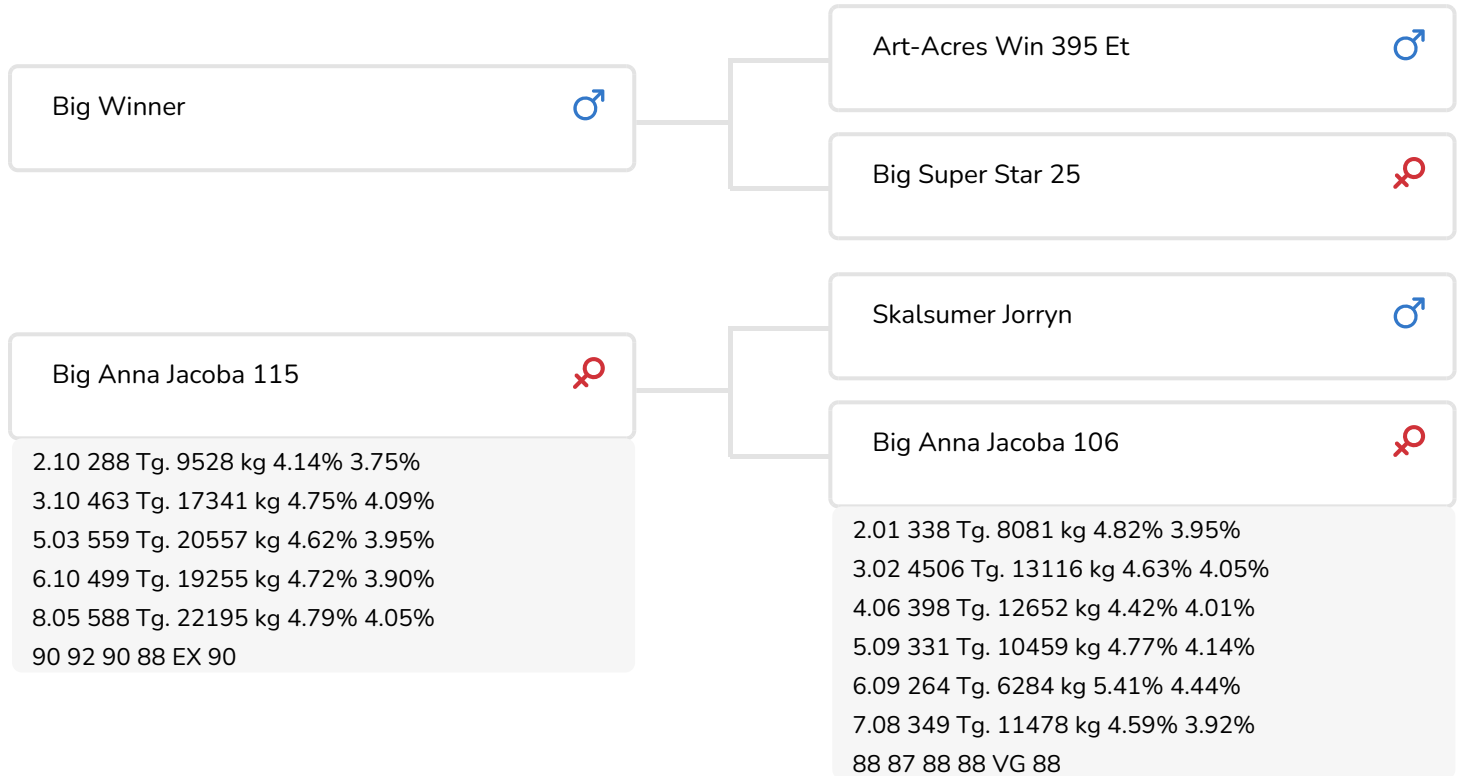 Big Winner
Art-Acres Win 395 Et
Big Super Star 25
Big Anna Jacoba 115
2.10 288 Tg. 9528 kg 4.14% 3.75%
3.10 463 Tg. 17341 kg 4.75% 4.09%
5.03 559 Tg. 20557 kg 4.62% 3.95%
6.10 499 Tg. 19255 kg 4.72% 3.90%
8.05 588 Tg. 22195 kg 4.79% 4.05%
90 92 90 88 EX 90
Skalsumer Jorryn
Big Anna Jacoba 106
2.01 338 Tg. 8081 kg 4.82% 3.95%
3.02 4506 Tg. 13116 kg 4.63% 4.05%
4.06 398 Tg. 12652 kg 4.42% 4.01%
5.09 331 Tg. 10459 kg 4.77% 4.14%
6.09 264 Tg. 6284 kg 5.41% 4.44%
7.08 349 Tg. 11478 kg 4.59% 3.92%
88 87 88 88 VG 88